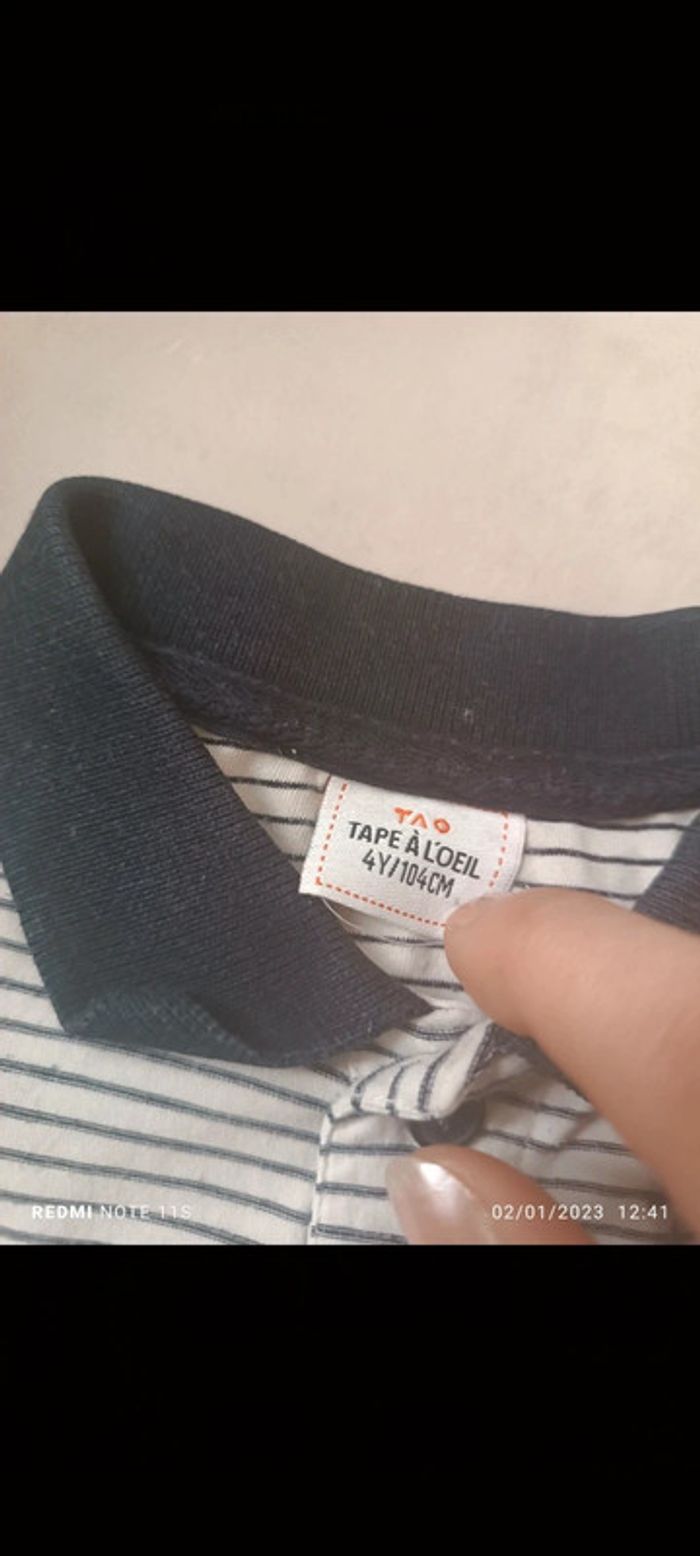 TAO
TAPE À L'OEIL
4Y/104CM
REDMI NOTE 11S
02/01/2023 12:41